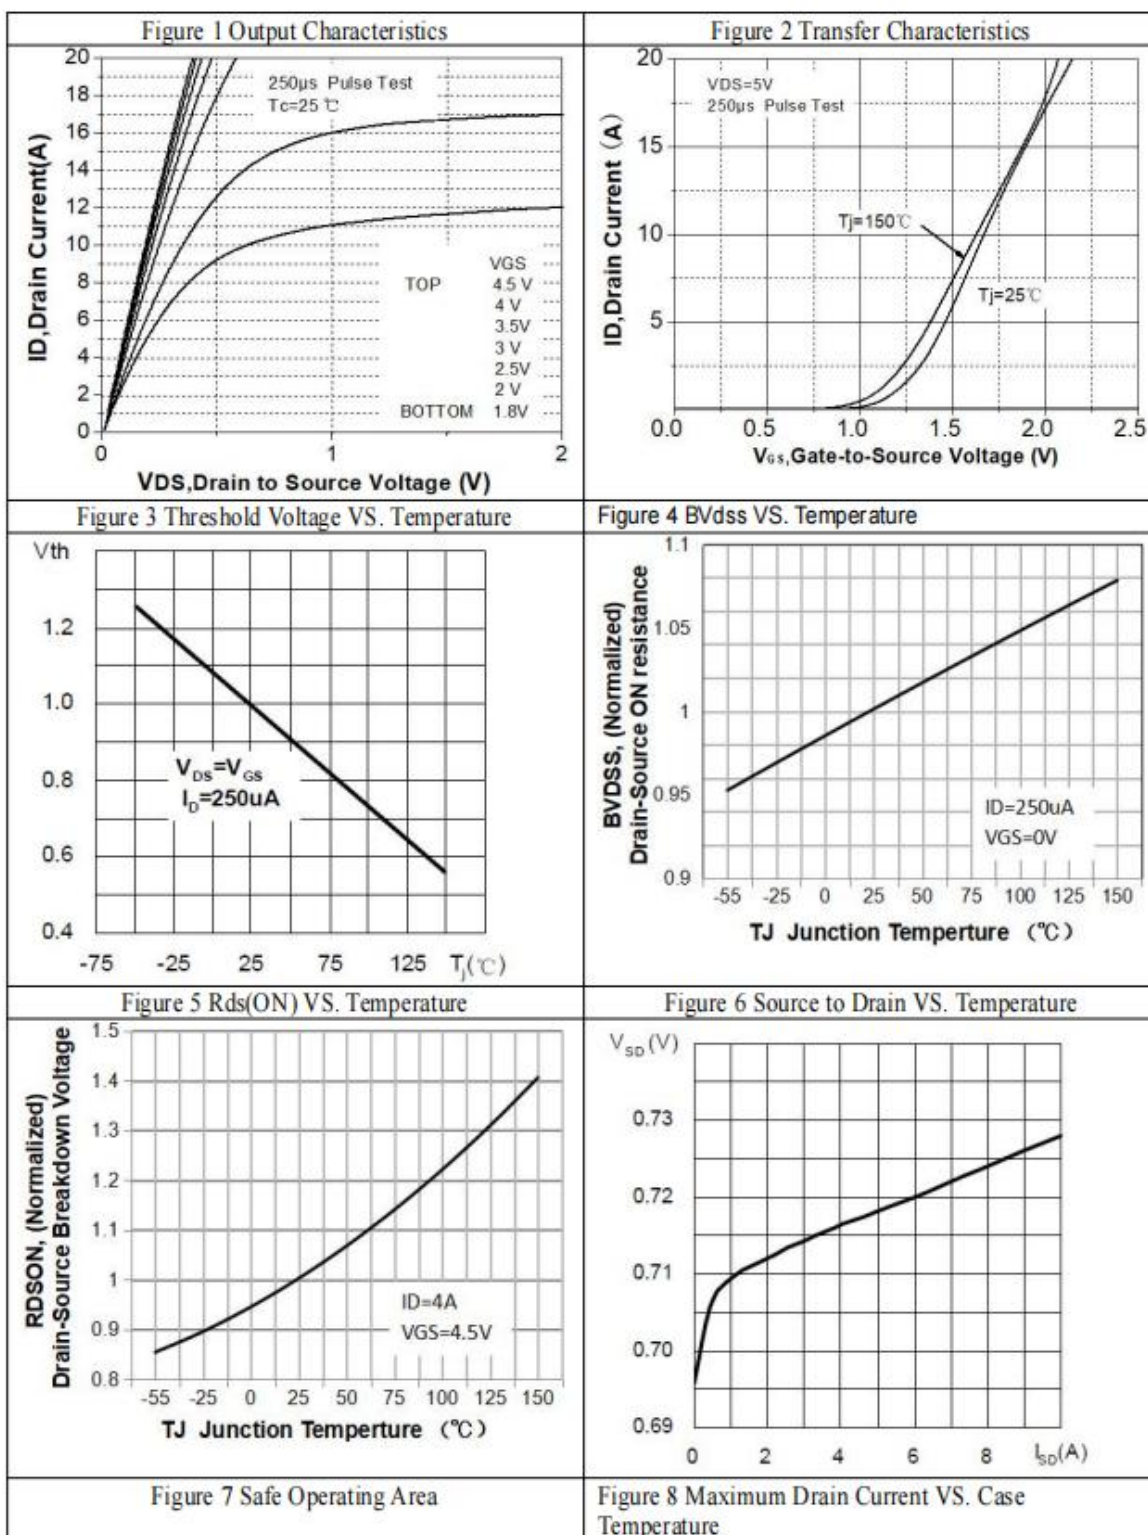 Figure 1 Output Characteristics
ID,Drain Current(A)
20
18
16
14
12
10
8
6
4
2
0
250μs Pulse Test
Tc=25 ℃
VGS
TOP 4.5 V
4 V
3.5V
3 V
2.5V
2 V
BOTTOM 1.8V
0 1 2
VDS,Drain to Source Voltage (V)
Figure 2 Transfer Characteristics
ID,Drain Current (A)
20
15
10
5
VDS=5V
250μs Pulse Test
Tj=150℃
Tj=25℃
0.0 0.5 1.0 1.5 2.0 2.5
VGS,Gate-to-Source Voltage (V)
Figure 3 Threshold Voltage VS. Temperature
Vth
1.2
1.0
0.8
0.6
0.4
VDS=VGS
ID=250uA
-75 -25 25 75 125 Tj(℃)
Figure 4 BVdss VS. Temperature
BVDSS, (Normalized)
Drain-Source ON resistance
1.1
1.05
1
0.95
0.9
ID=250uA
VGS=0V
-55 -25 0 25 50 75 100 125 150
TJ Junction Temperture (℃)
Figure 5 Rds(ON) VS. Temperature
RDSON, (Normalized)
Drain-Source Breakdown Voltage
1.5
1.4
1.3
1.2
1.1
1
0.9
0.8
ID=4A
VGS=4.5V
-55 -25 0 25 50 75 100 125 150
TJ Junction Temperture (℃)
Figure 6 Source to Drain VS. Temperature
VSD(V)
0.73
0.72
0.71
0.70
0.69
0 2 4 6 8 ISD(A)
Figure 7 Safe Operating Area
Figure 8 Maximum Drain Current VS. Case
Temperature